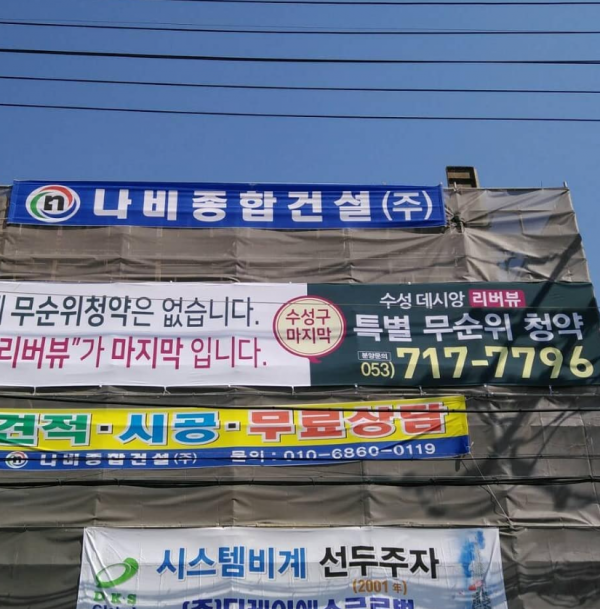 나비종합건설(주)
무순위청약은 없습니다.
리버뷰"가 마지막 입니다.
수성구
마지막
수성 데시앙 리버뷰
특별 무순위 청약
분양문의
053) 717-7796
견적·시공·무료상담
나비종합건설(주) 문의 : 010-6860-0119
DKS
시스템비계 선두주자
(2001 年)